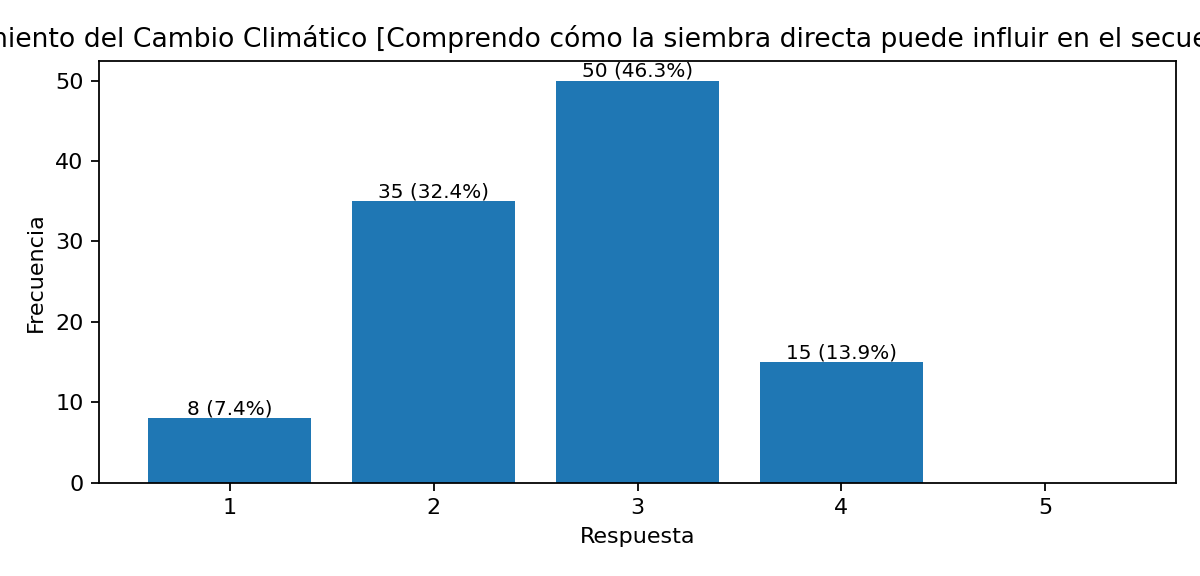 miento del Cambio Climático [Comprendo cómo la siembra directa puede influir en el secue
50 (46.3%)
50
40
35 (32.4%)
30
Frecuencia
20
15 (13.9%)
10
8 (7.4%)
0
1 2 3 4 5
Respuesta